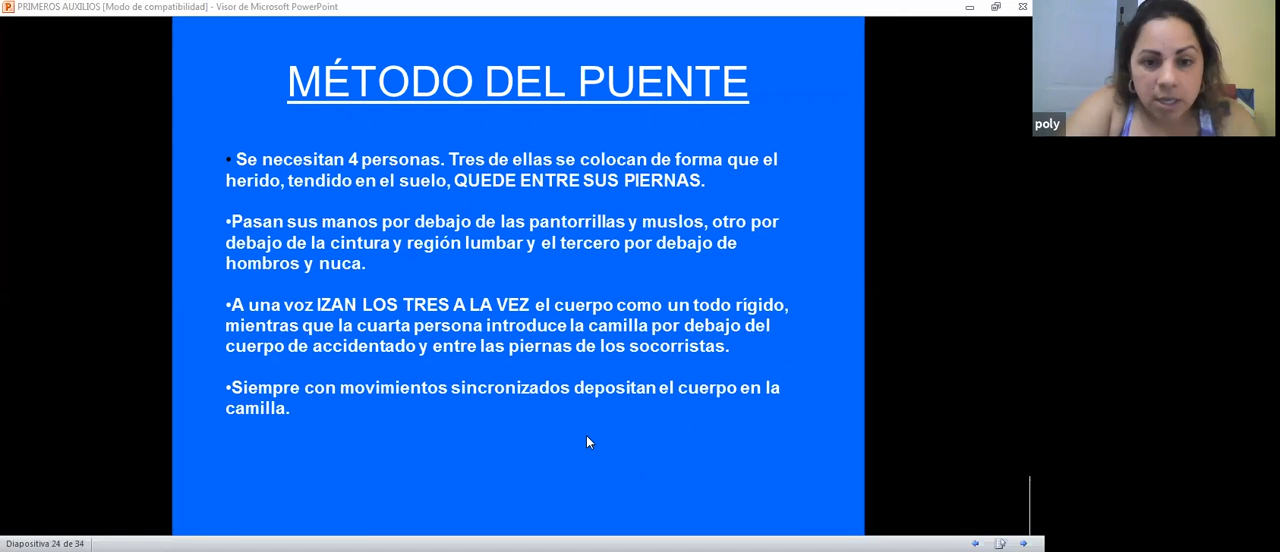 PRIMEROS AUXILIOS [Modo de compatibilidad] - Visor de Microsoft PowerPoint
MÉTODO DEL PUENTE
• Se necesitan 4 personas. Tres de ellas se colocan de forma que el
herido, tendido en el suelo, QUEDE ENTRE SUS PIERNAS.
•Pasan sus manos por debajo de las pantorrillas y muslos, otro por
debajo de la cintura y región lumbar y el tercero por debajo de
hombros y nuca.
•A una voz IZAN LOS TRES A LA VEZ el cuerpo como un todo rígido,
mientras que la cuarta persona introduce la camilla por debajo del
cuerpo de accidentado y entre las piernas de los socorristas.
•Siempre con movimientos sincronizados depositan el cuerpo en la
camilla.
poly
Diapositiva 24 de 34